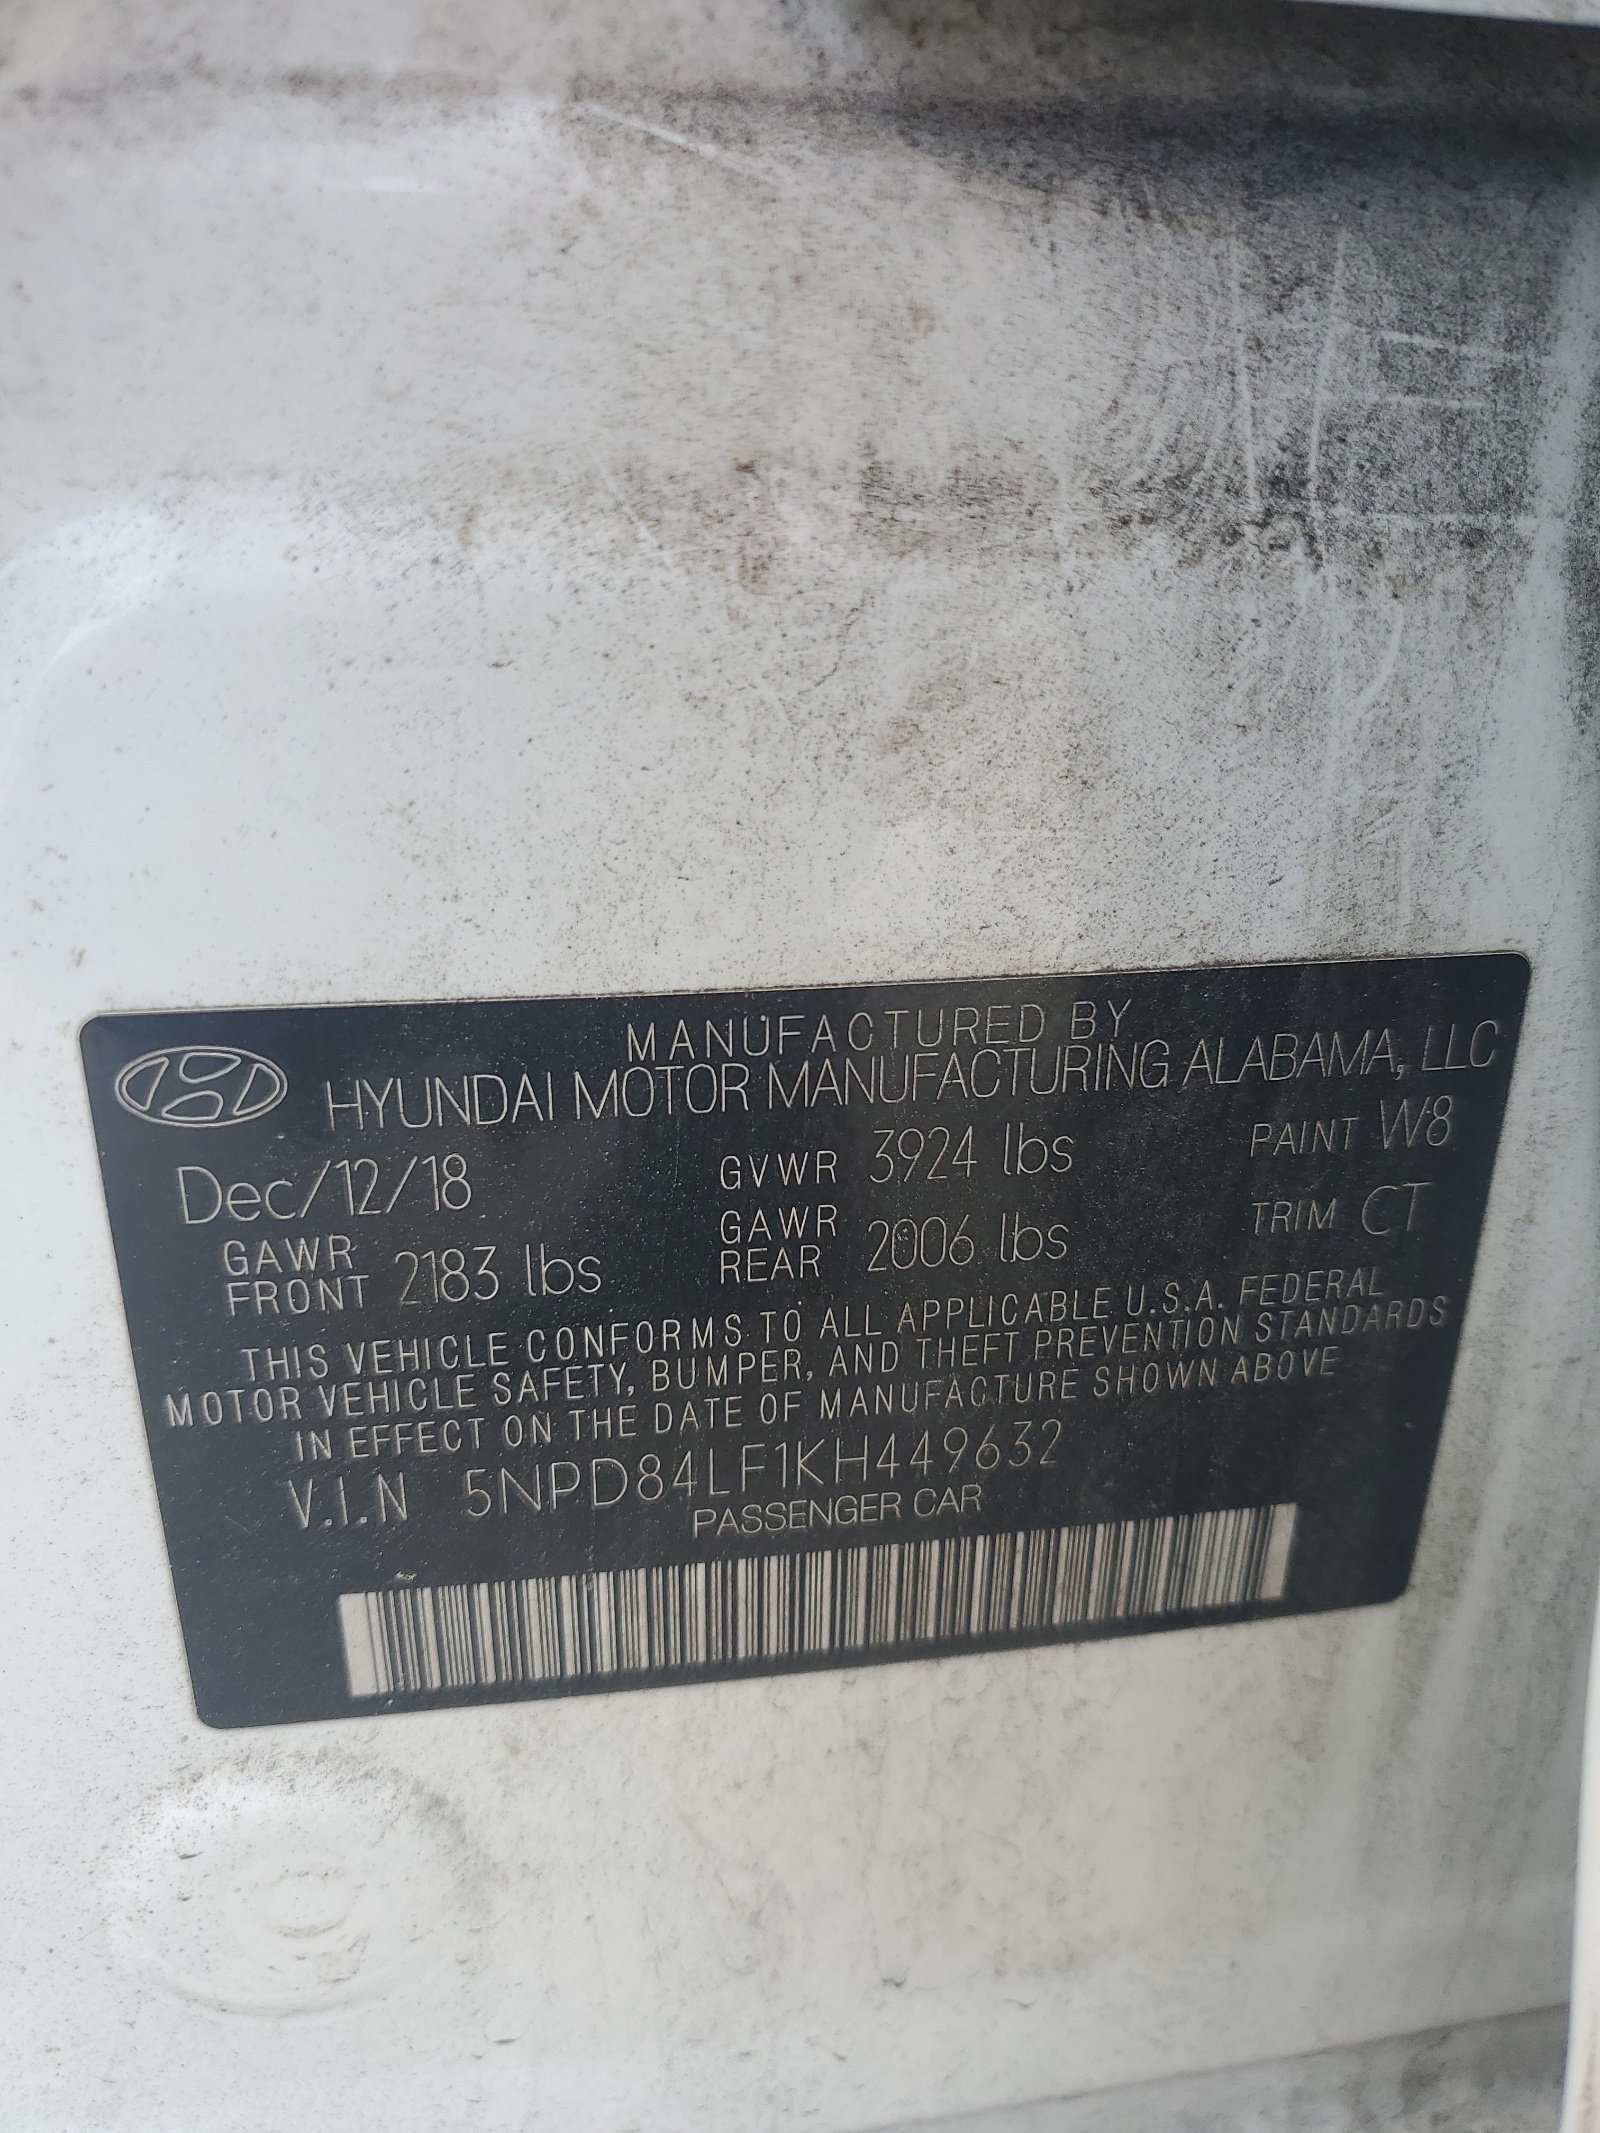 MANUFACTURED BY
HYUNDAI MOTOR MANUFACTURING ALABAMA, LLC
Dec/12/18 GVWR 3924 lbs PAINT W8
GAWR FRONT 2183 lbs GAWR REAR 2006 lbs TRIM CT
THIS VEHICLE CONFORMS TO ALL APPLICABLE U.S.A. FEDERAL
MOTOR VEHICLE SAFETY, BUMPER, AND THEFT PREVENTION STANDARDS
IN EFFECT ON THE DATE OF MANUFACTURE SHOWN ABOVE
V.I.N 5NPD84LF1KH449632
PASSENGER CAR